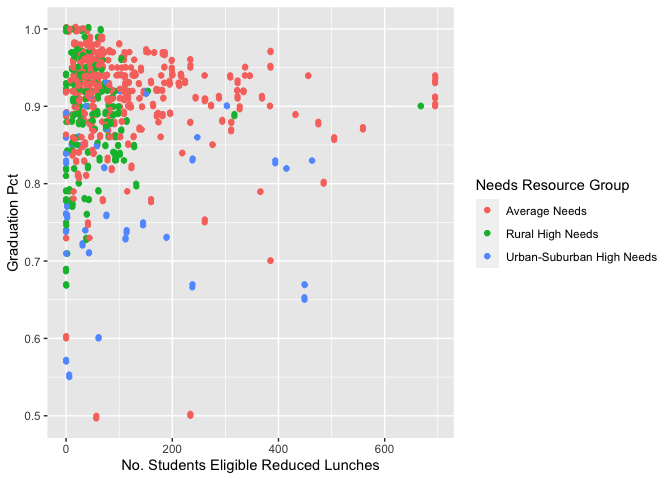 1.0
0.9
0.8
0.7
0.6
0.5
Graduation Pct
0 200 400 600
No. Students Eligible Reduced Lunches
Needs Resource Group
Average Needs
Rural High Needs
Urban-Suburban High Needs